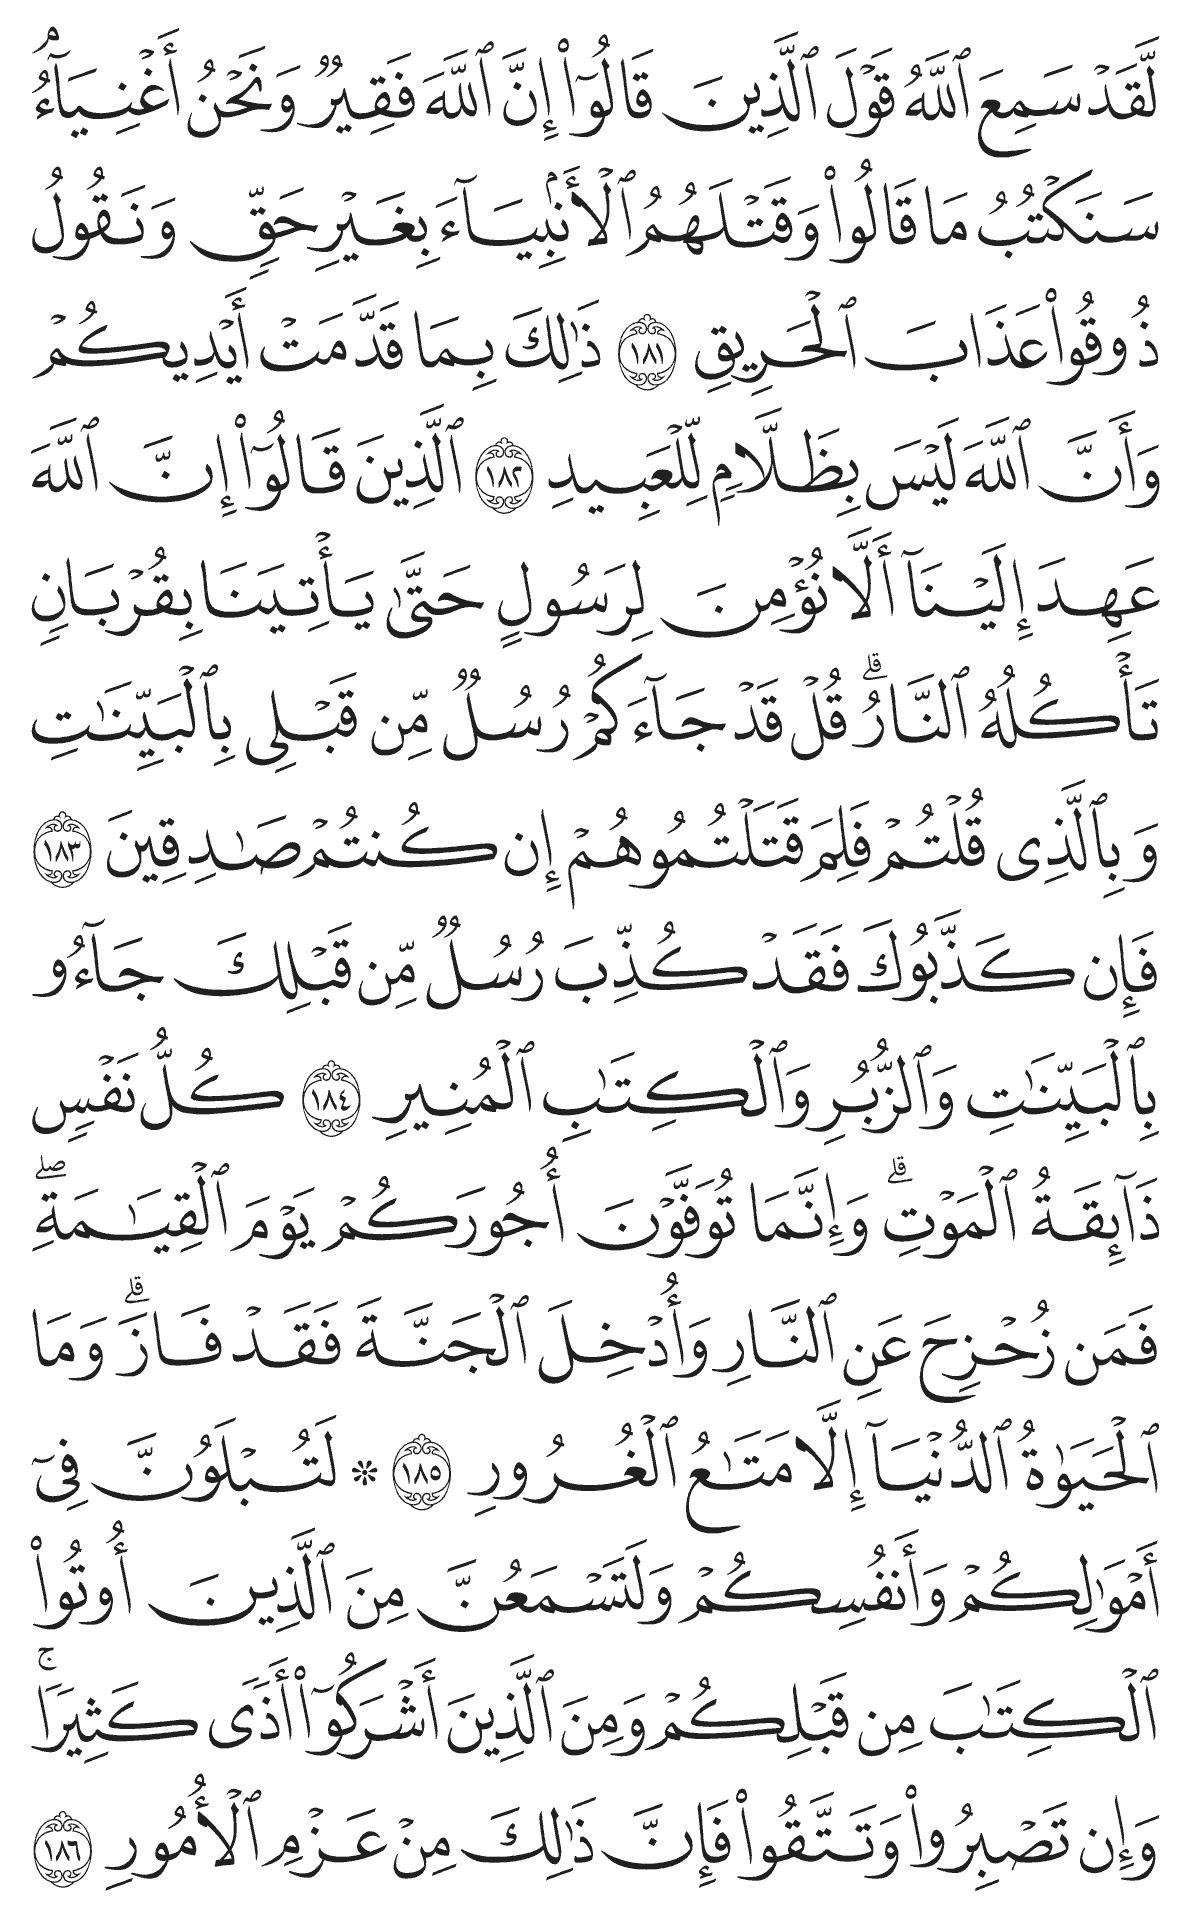 لَّقَدۡ سَمِعَ ٱللَّهُ قَوۡلَ ٱلَّذِينَ قَالُوٓاْ إِنَّ ٱللَّهَ فَقِيرٞ وَنَحۡنُ أَغۡنِيَآءُۘ
سَنَكۡتُبُ مَا قَالُواْ وَقَتۡلَهُمُ ٱلۡأَنۢبِيَآءَ بِغَيۡرِ حَقّٖ وَنَقُولُ
ذُوقُواْ عَذَابَ ٱلۡحَرِيقِ ١٨١ ذَٰلِكَ بِمَا قَدَّمَتۡ أَيۡدِيكُمۡ
وَأَنَّ ٱللَّهَ لَيۡسَ بِظَلَّامٖ لِّلۡعَبِيدِ ١٨٢ ٱلَّذِينَ قَالُوٓاْ إِنَّ ٱللَّهَ
عَهِدَ إِلَيۡنَآ أَلَّا نُؤۡمِنَ لِرَسُولٍ حَتَّىٰ يَأۡتِيَنَا بِقُرۡبَانٖ
تَأۡكُلُهُ ٱلنَّارُۗ قُلۡ قَدۡ جَآءَكُمۡ رُسُلٞ مِّن قَبۡلِي بِٱلۡبَيِّنَٰتِ
وَبِٱلَّذِي قُلۡتُمۡ فَلِمَ قَتَلۡتُمُوهُمۡ إِن كُنتُمۡ صَٰدِقِينَ ١٨٣
فَإِن كَذَّبُوكَ فَقَدۡ كُذِّبَ رُسُلٞ مِّن قَبۡلِكَ جَآءُو
بِٱلۡبَيِّنَٰتِ وَٱلزُّبُرِ وَٱلۡكِتَٰبِ ٱلۡمُنِيرِ ١٨٤ كُلُّ نَفۡسٖ
ذَآئِقَةُ ٱلۡمَوۡتِۗ وَإِنَّمَا تُوَفَّوۡنَ أُجُورَكُمۡ يَوۡمَ ٱلۡقِيَٰمَةِۖ
فَمَن زُحۡزِحَ عَنِ ٱلنَّارِ وَأُدۡخِلَ ٱلۡجَنَّةَ فَقَدۡ فَازَۗ وَمَا
ٱلۡحَيَوٰةُ ٱلدُّنۡيَآ إِلَّا مَتَٰعُ ٱلۡغُرُورِ ١٨٥ ۞ لَتُبۡلَوُنَّ فِيٓ
أَمۡوَٰلِكُمۡ وَأَنفُسِكُمۡ وَلَتَسۡمَعُنَّ مِنَ ٱلَّذِينَ أُوتُواْ
ٱلۡكِتَٰبَ مِن قَبۡلِكُمۡ وَمِنَ ٱلَّذِينَ أَشۡرَكُوٓاْ أَذٗى كَثِيرٗاۚ
وَإِن تَصۡبِرُواْ وَتَتَّقُواْ فَإِنَّ ذَٰلِكَ مِنۡ عَزۡمِ ٱلۡأُمُورِ ١٨٦